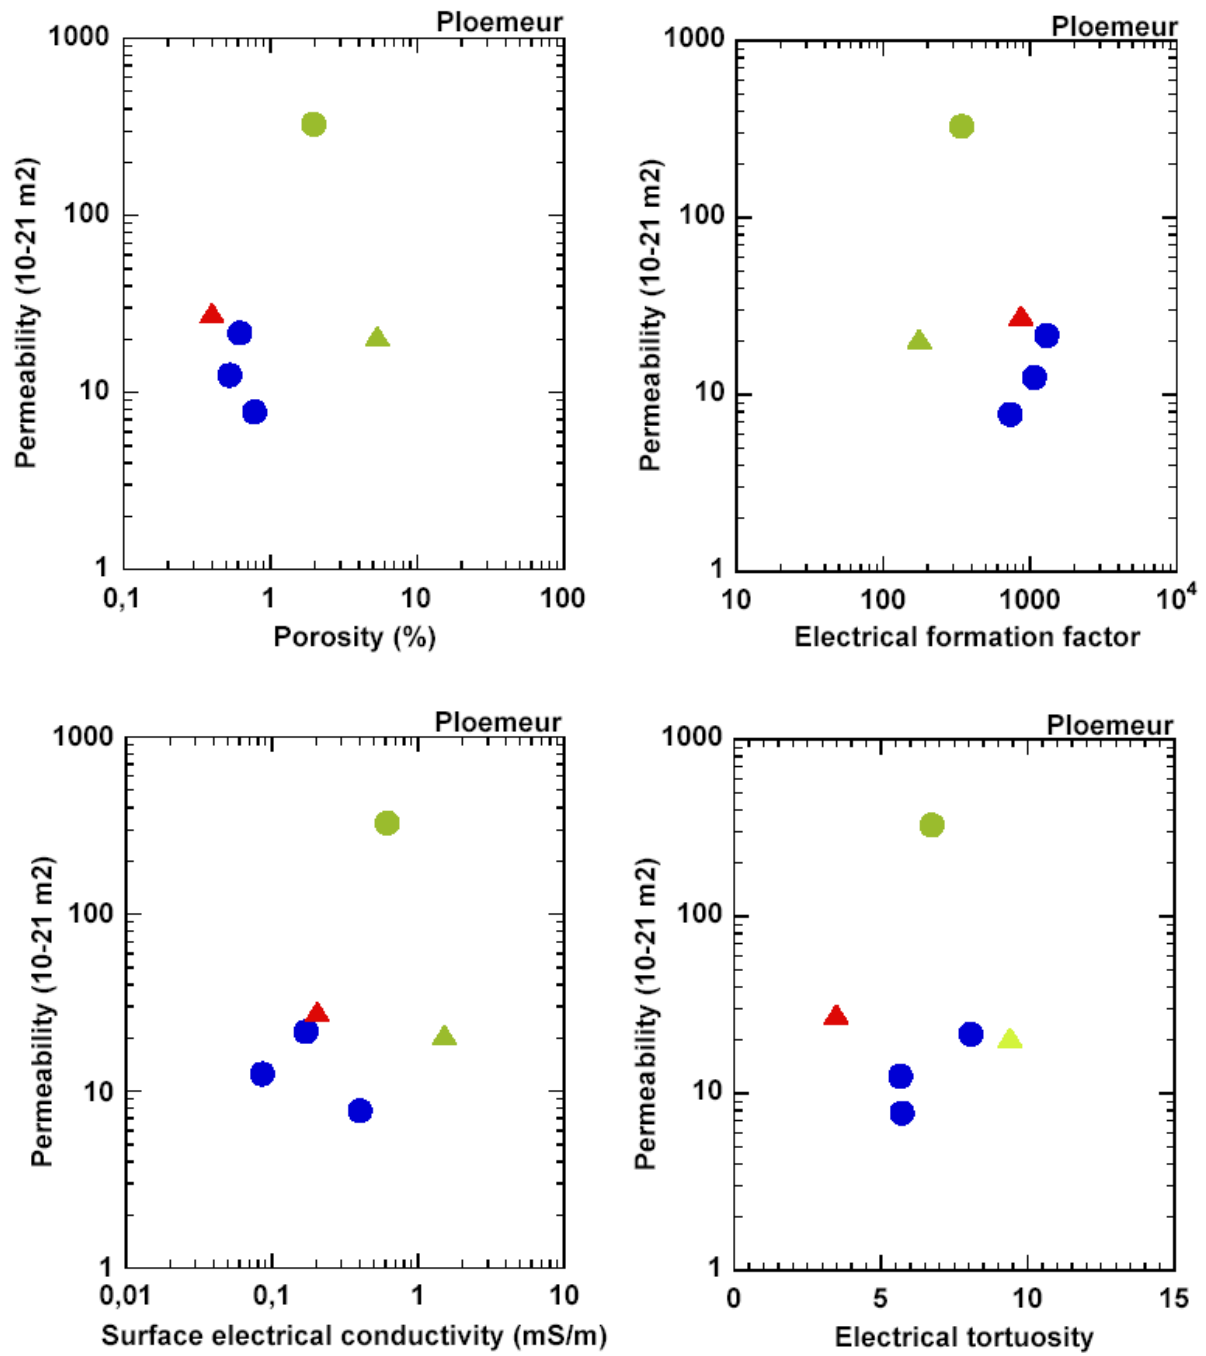 Ploemeur
1000
100
10
1
Permeability (10-21 m2)
0,1 1 10 100
Porosity (%)
Ploemeur
1000
100
10
1
Permeability (10-21 m2)
10 100 1000 10⁴
Electrical formation factor
Ploemeur
1000
100
10
1
Permeability (10-21 m2)
0,01 0,1 1 10
Surface electrical conductivity (mS/m)
Ploemeur
1000
100
10
1
Permeability (10-21 m2)
0 5 10 15
Electrical tortuosity